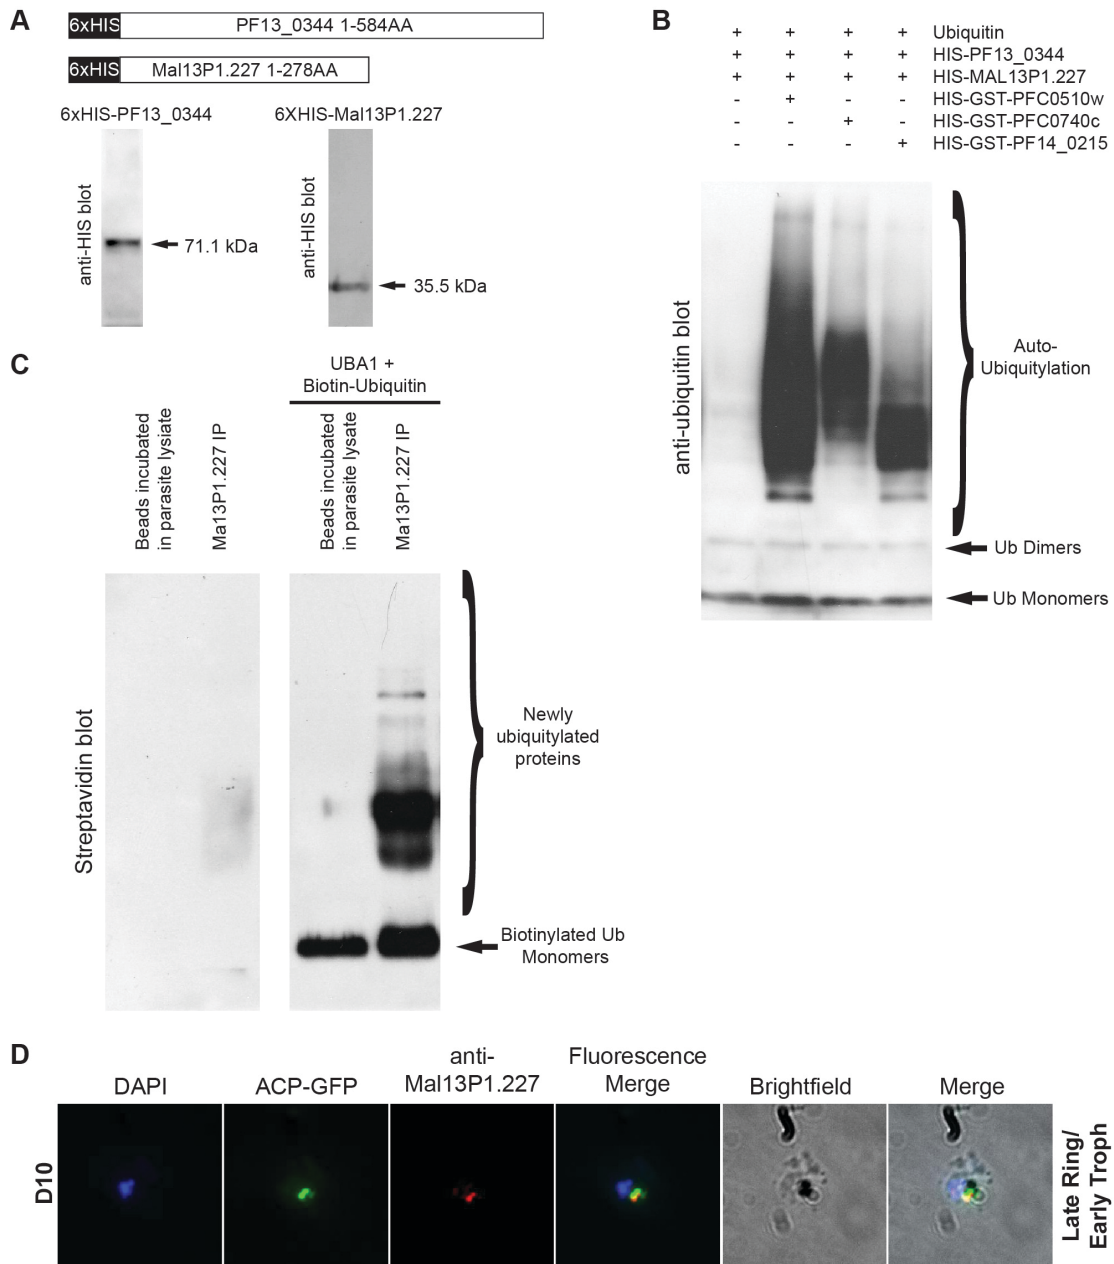 A
6xHIS PF13_0344 1-584AA
6xHIS Mal13P1.227 1-278AA
6xHIS-PF13_0344
6XHIS-Mal13P1.227
anti-HIS blot
71.1 kDa
anti-HIS blot
35.5 kDa
B
+ + + + Ubiquitin
+ + + + HIS-PF13_0344
+ + + + HIS-MAL13P1.227
- + - - HIS-GST-PFC0510w
- - + - HIS-GST-PFC0740c
- - - + HIS-GST-PF14_0215
anti-ubiquitin blot
Auto-
Ubiquitylation
Ub Dimers
Ub Monomers
C
UBA1 +
Biotin-Ubiquitin
Beads incubated
in parasite lysiate
Ma13P1.227 IP
Beads incubated
in parasite lysate
Ma13P1.227 IP
Streptavidin blot
Newly
ubiquitylated
proteins
Biotinylated Ub
Monomers
D
DAPI
ACP-GFP
anti-
Mal13P1.227
Fluorescence
Merge
Brightfield
Merge
D10
Late Ring/
Early Troph